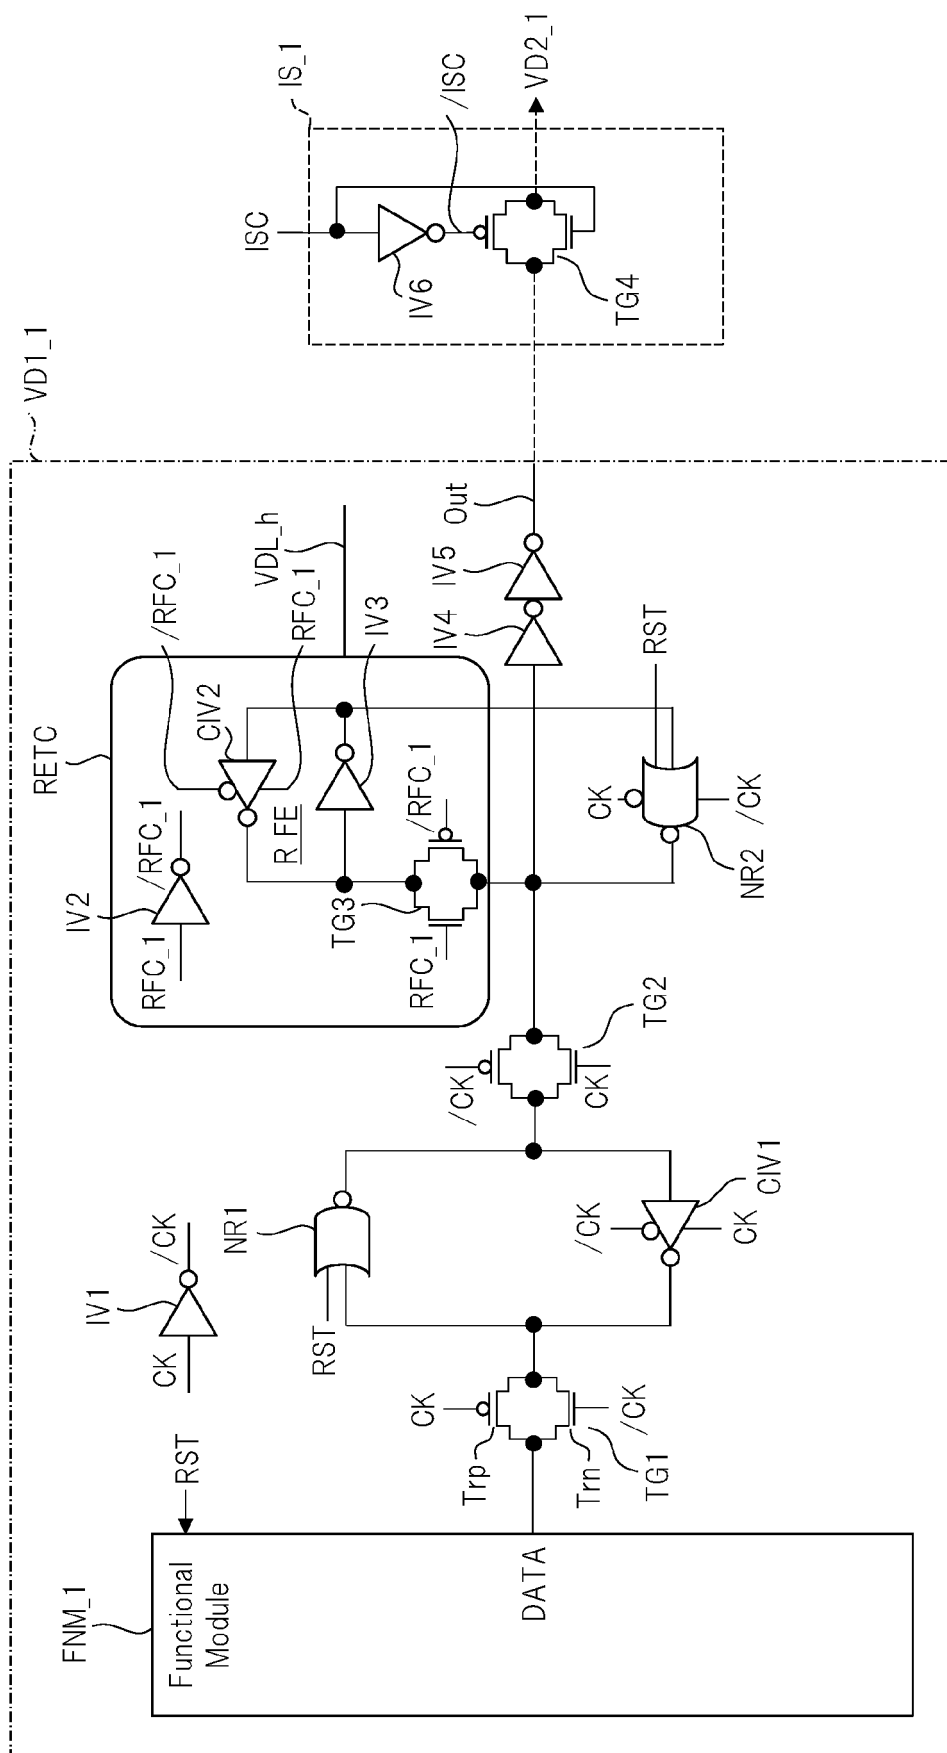 FNM_1
Functional
Module
RST
DATA
CK
IV1
/CK
CK
Trp
Trn
TG1
/CK
RST
NR1
/CK
CK
CIV1
/CK
CK
TG2
RETC
IV2
RFC_1
/RFC_1
/RFC_1
CIV2
RFC_1
R_FE
IV3
TG3
RFC_1
/RFC_1
VDL_h
IV4
IV5
Out
RST
CK
/CK
NR2
VD1_1
IS_1
ISC
IV6
/ISC
TG4
VD2_1